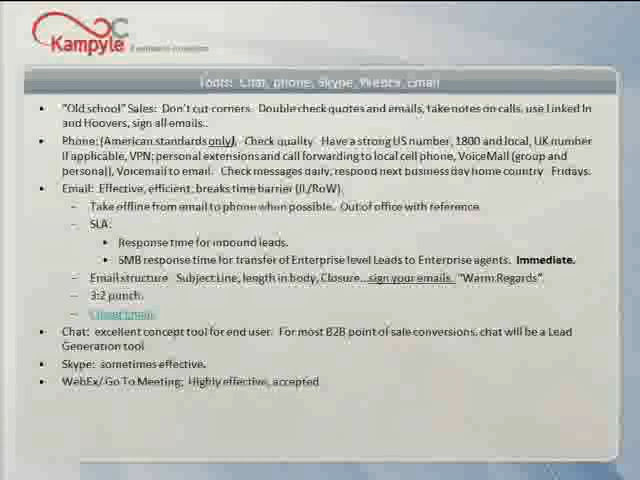 Kampyle
Tools: Chat, phone, Skype, WebEx, Email
• "Old school" Sales: Don't cut corners. Double check quotes and emails, take notes on calls, use Linked In
and Hoovers, sign all emails..
• Phone: (American standards only). Check quality Have a strong US number, 1800 and local, UK number
if applicable, VPN; personal extensions and call forwarding to local cell phone, VoiceMail (group and
personal), Voicemail to email. Check messages daily, respond next business day home country Fridays.
• Email: Effective, efficient; breaks time barrier (IL/RoW).
– Take offline from email to phone when possible. Out of office with reference.
– SLA:
• Response time for inbound leads.
• SMB response time for transfer of Enterprise level Leads to Enterprise agents. Immediate.
– Email structure Subject Line, length in body, Closure...sign your emails. "Warm Regards".
– 3:2 punch.
– Email
• Chat: excellent concept tool for end user. For most B2B point of sale conversions, chat will be a Lead
Generation tool
• Skype: sometimes effective.
• WebEx/ Go To Meeting: Highly effective, accepted